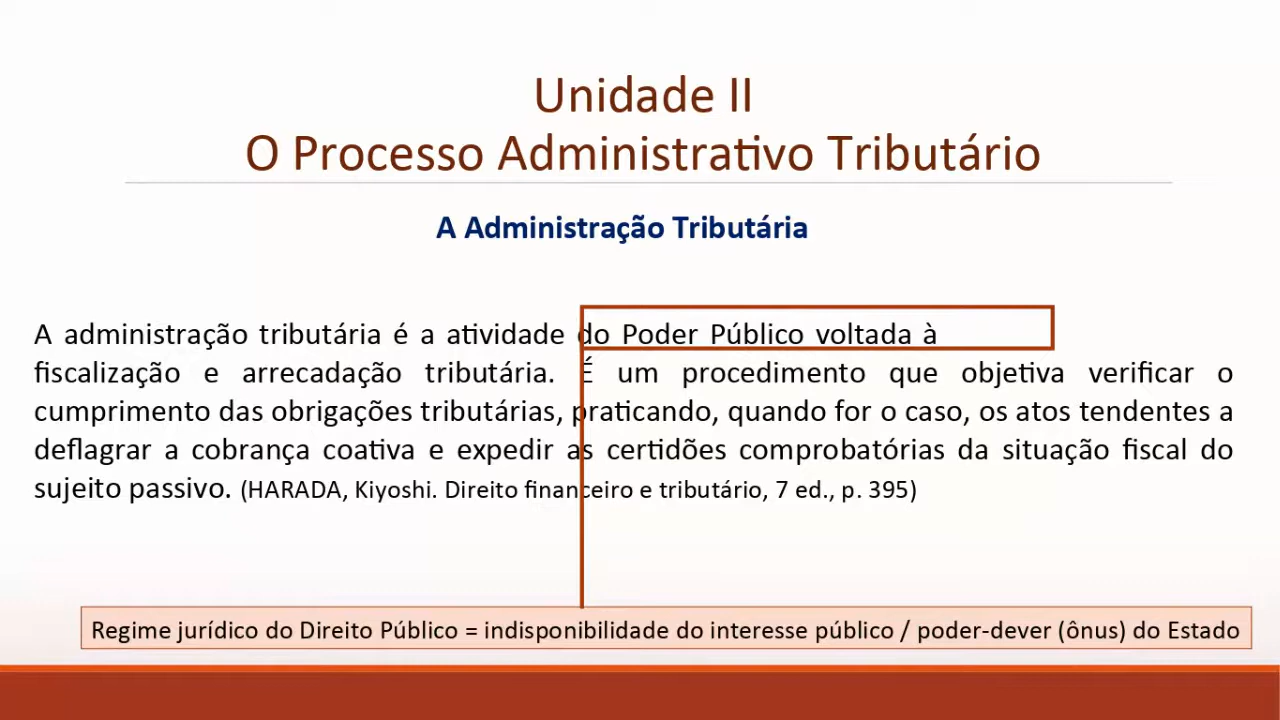 Unidade II
O Processo Administrativo Tributário
A Administração Tributária
A administração tributária é a atividade do Poder Público voltada à
fiscalização e arrecadação tributária. É um procedimento que objetiva verificar o
cumprimento das obrigações tributárias, praticando, quando for o caso, os atos tendentes a
deflagrar a cobrança coativa e expedir as certidões comprobatórias da situação fiscal do
sujeito passivo. (HARADA, Kiyoshi. Direito financeiro e tributário, 7 ed., p. 395)
Regime jurídico do Direito Público = indisponibilidade do interesse público / poder-dever (ônus) do Estado